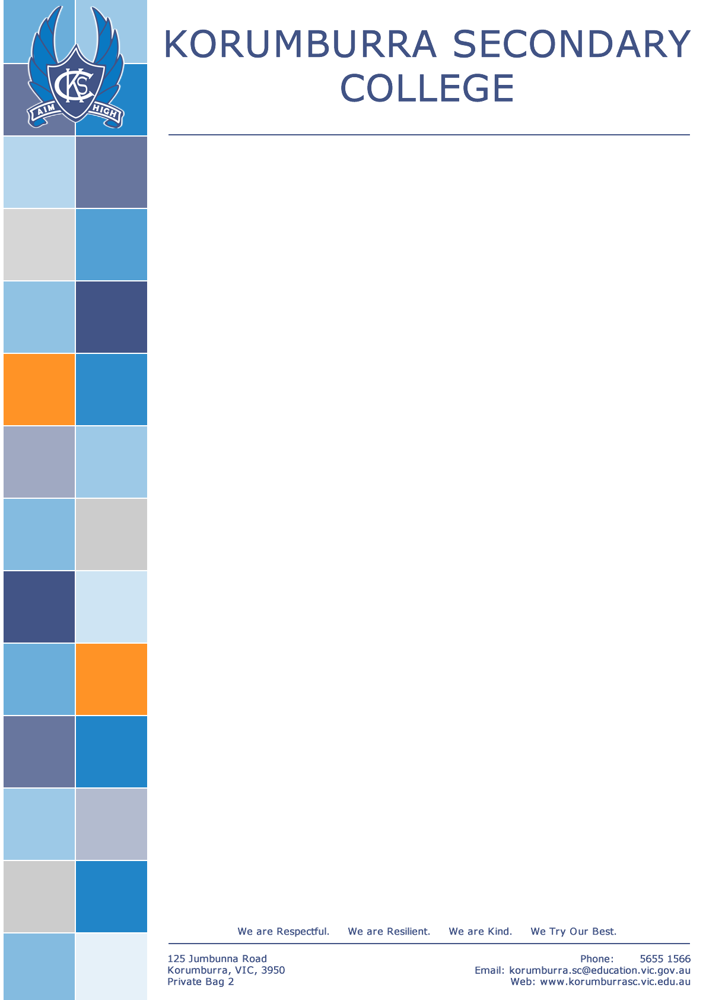 KORUMBURRA SECONDARY
COLLEGE
KSC
AIM HIGH
We are Respectful. We are Resilient. We are Kind. We Try Our Best.
125 Jumbunna Road
Korumburra, VIC, 3950
Private Bag 2
Phone: 5655 1566
Email: korumburra.sc@education.vic.gov.au
Web: www.korumburrasc.vic.edu.au